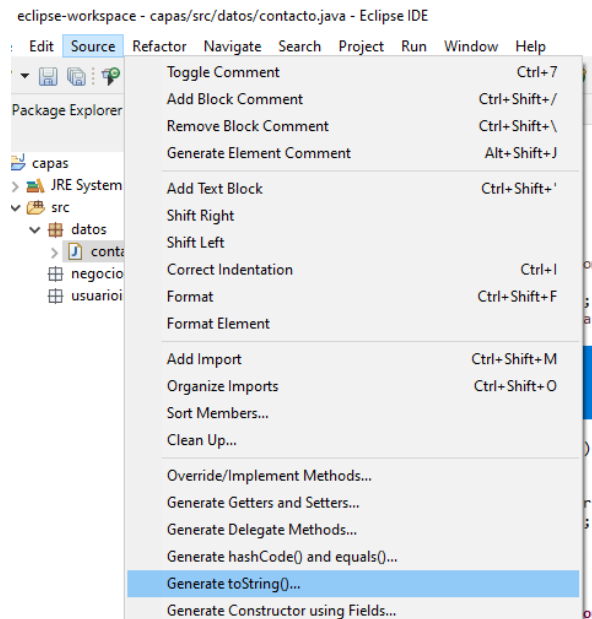 eclipse-workspace - capas/src/datos/contacto.java - Eclipse IDE
Edit Source Refactor Navigate Search Project Run Window Help
Toggle Comment Ctrl+7
Package Explorer
Add Block Comment Ctrl+Shift+/
Remove Block Comment Ctrl+Shift+\
Generate Element Comment Alt+Shift+J
capas
JRE System
Add Text Block Ctrl+Shift+'
src
Shift Right
datos
Shift Left
conta
Correct Indentation Ctrl+I
negocio
Format Ctrl+Shift+F
usuarioi
Format Element
Add Import Ctrl+Shift+M
Organize Imports Ctrl+Shift+O
Sort Members...
Clean Up...
Override/Implement Methods...
Generate Getters and Setters...
Generate Delegate Methods...
Generate hashCode() and equals()...
Generate toString()...
Generate Constructor using Fields...